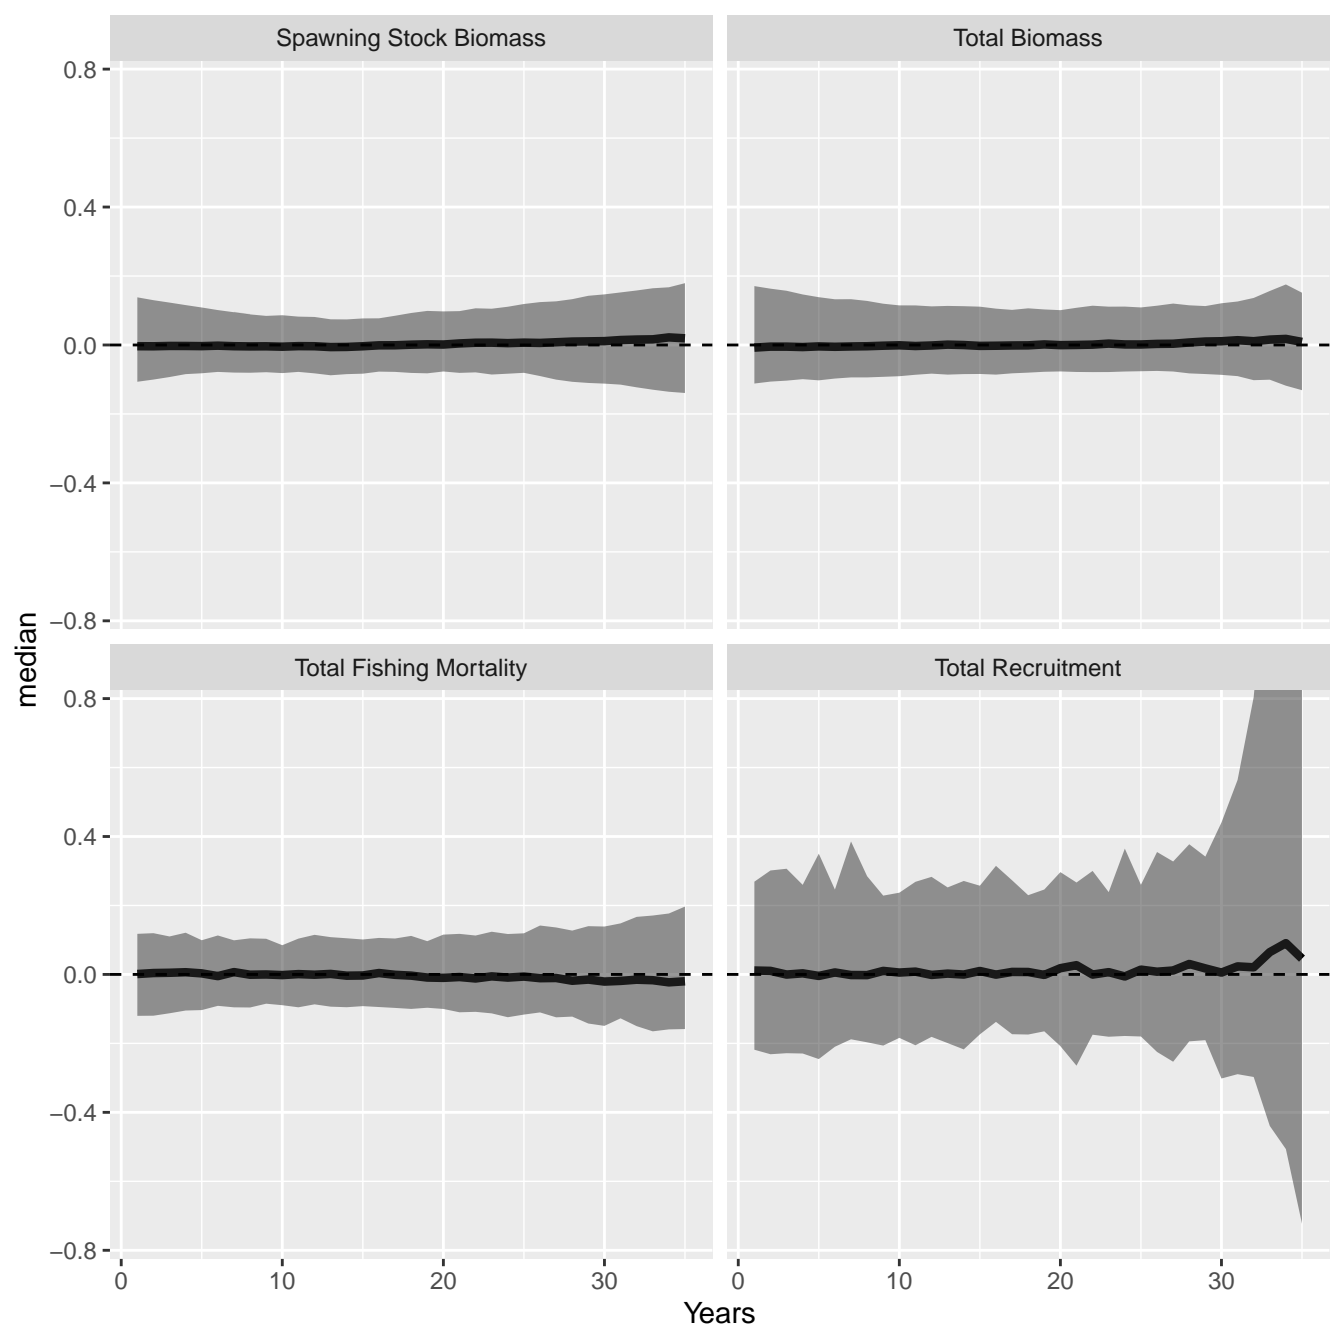 Spawning Stock Biomass
Total Biomass
0.8
0.4
0.0
−0.4
−0.8
Total Fishing Mortality
Total Recruitment
0.8
0.4
0.0
−0.4
−0.8
0 10 20 30
0 10 20 30
median
Years